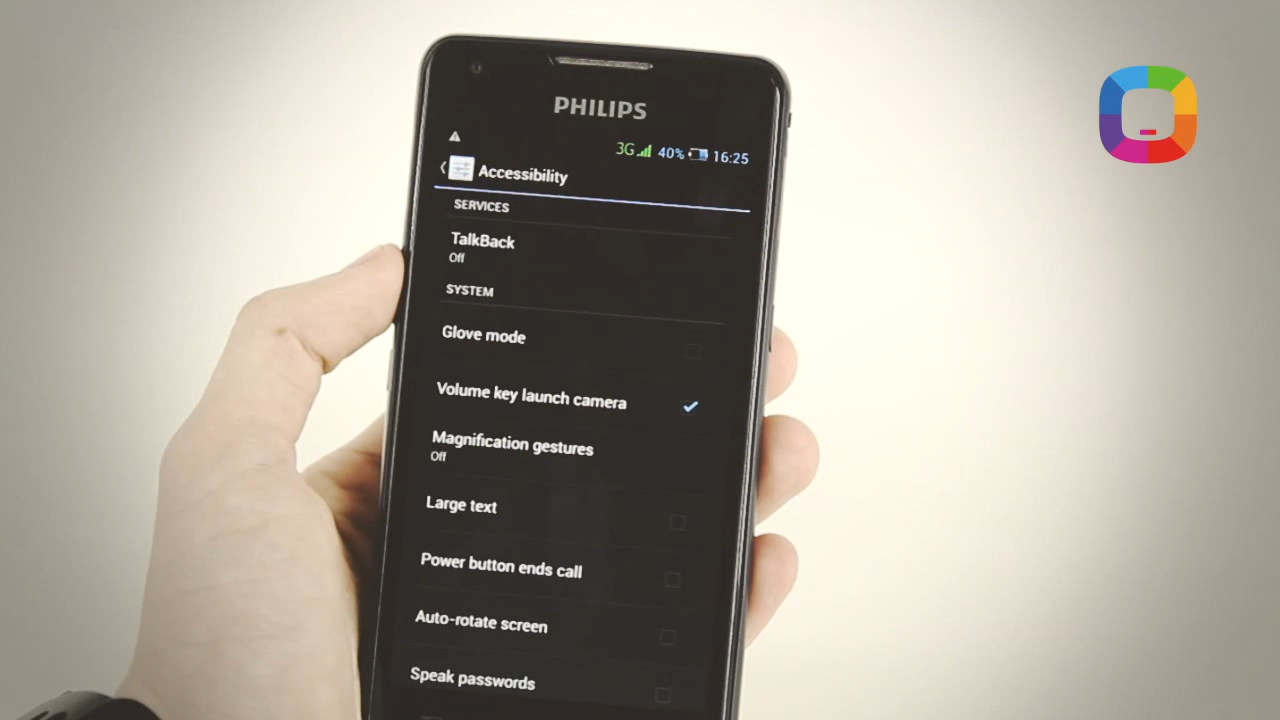 PHILIPS
3G 40% 16:25
Accessibility
SERVICES
TalkBack
Off
SYSTEM
Glove mode
Volume key launch camera
Magnification gestures
Off
Large text
Power button ends call
Auto-rotate screen
Speak passwords